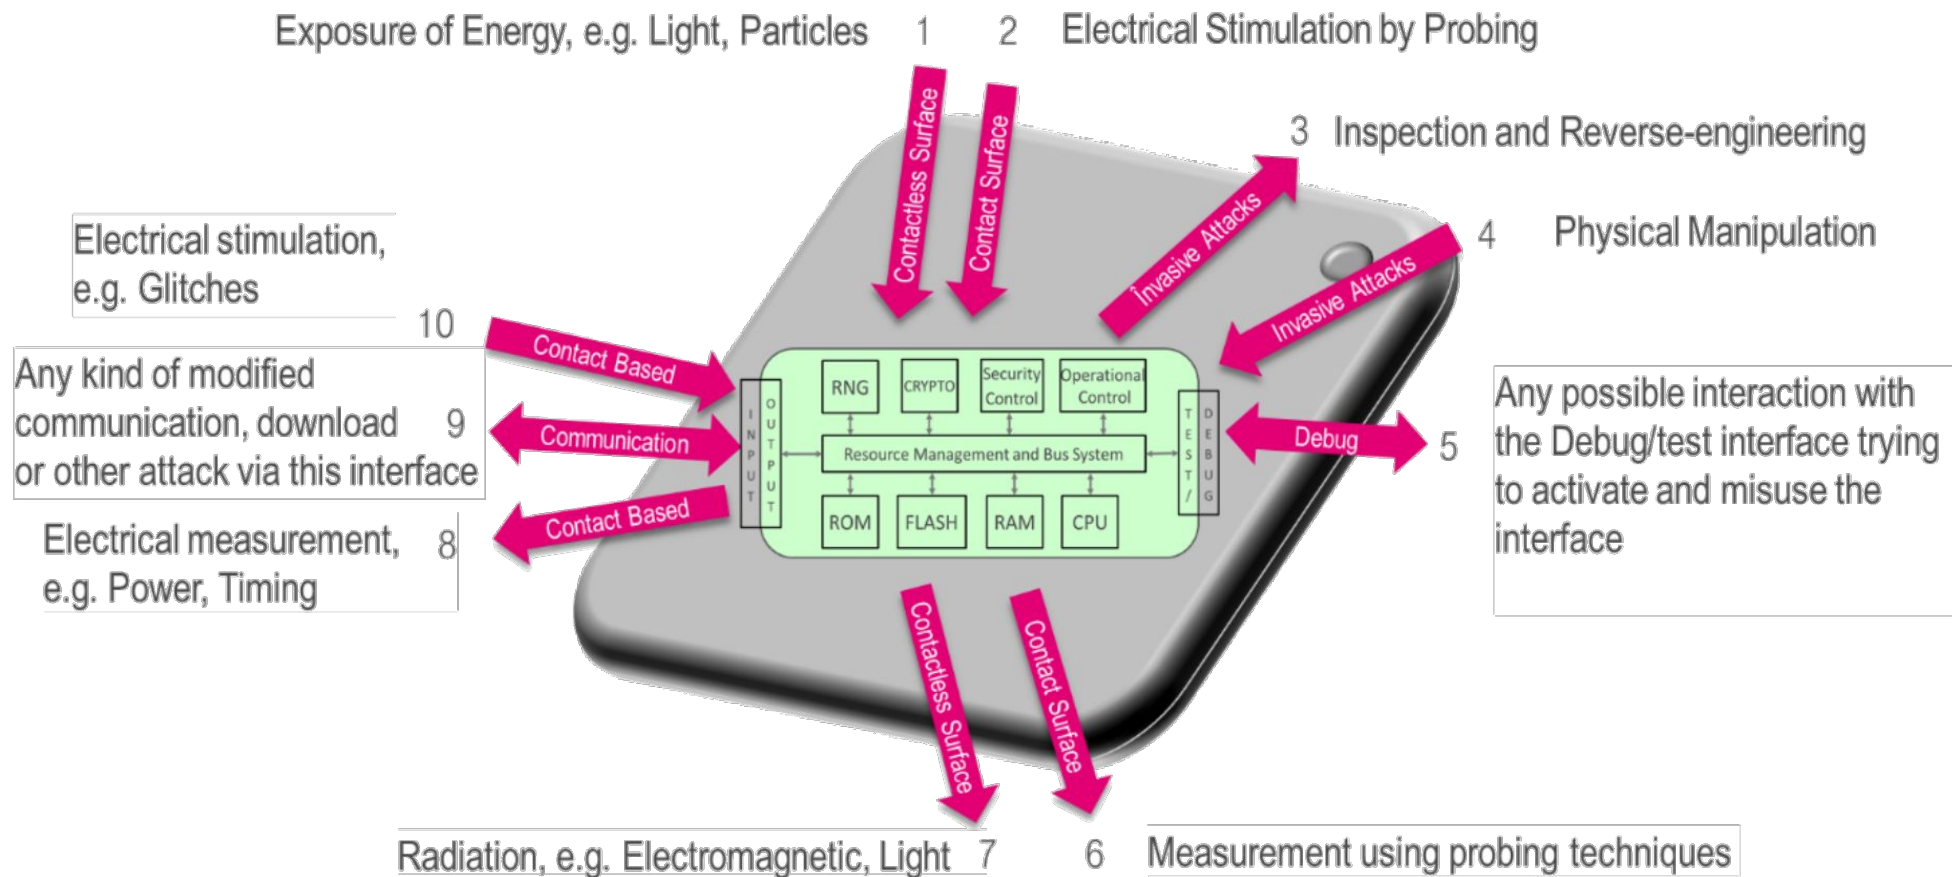 Exposure of Energy, e.g. Light, Particles 1
2 Electrical Stimulation by Probing
3 Inspection and Reverse-engineering
4 Physical Manipulation
Contactless Surface
Contact Surface
Învasive Attacks
Invasive Attacks
Electrical stimulation,
e.g. Glitches
10
Contact Based
Any kind of modified
communication, download 9
or other attack via this interface
Communication
Electrical measurement, 8
e.g. Power, Timing
Contact Based
INPUT
OUTPUT
RNG
CRYPTO
Security
Control
Operational
Control
Resource Management and Bus System
ROM
FLASH
RAM
CPU
TEST/
DEBUG
Debug
5
Any possible interaction with
the Debug/test interface trying
to activate and misuse the
interface
Contactless Surface
Contact Surface
Radiation, e.g. Electromagnetic, Light 7
6 Measurement using probing techniques